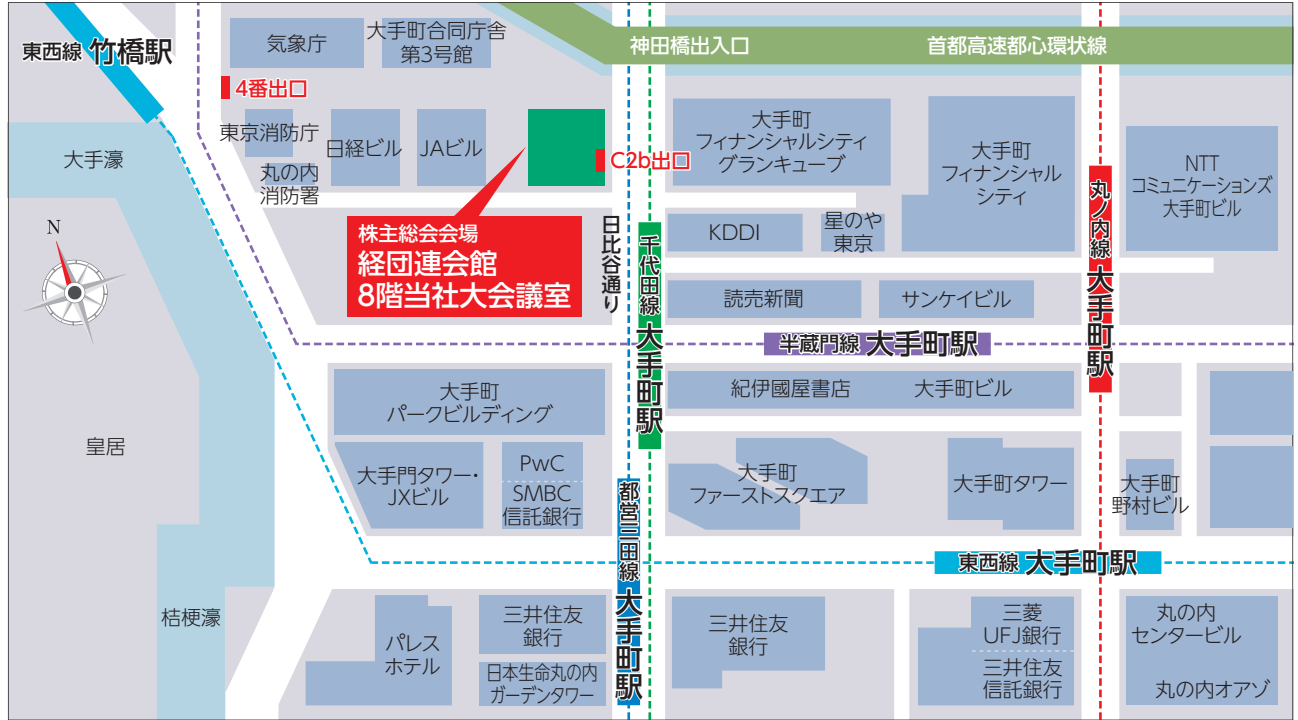 東西線 竹橋駅
気象庁
大手町合同庁舎
第3号館
神田橋出入口
首都高速都心環状線
4番出口
東京消防庁
丸の内
消防署
日経ビル
JAビル
C2b出口
大手町
フィナンシャルシティ
グランキューブ
大手町
フィナンシャル
シティ
NTT
コミュニケーションズ
大手町ビル
大手濠
N
株主総会会場
経団連会館
8階当社大会議室
日比谷通り
千代田線 大手町駅
KDDI
星のや
東京
丸ノ内線 大手町駅
読売新聞
サンケイビル
半蔵門線 大手町駅
大手町
パークビルディング
紀伊國屋書店
大手町ビル
皇居
大手門タワー・
JXビル
PwC
SMBC
信託銀行
都営三田線 大手町駅
大手町
ファーストスクエア
大手町タワー
大手町
野村ビル
東西線 大手町駅
桔梗濠
パレス
ホテル
三井住友
銀行
日本生命丸の内
ガーデンタワー
三井住友
銀行
三菱
UFJ銀行
三井住友
信託銀行
丸の内
センタービル
丸の内オアゾ